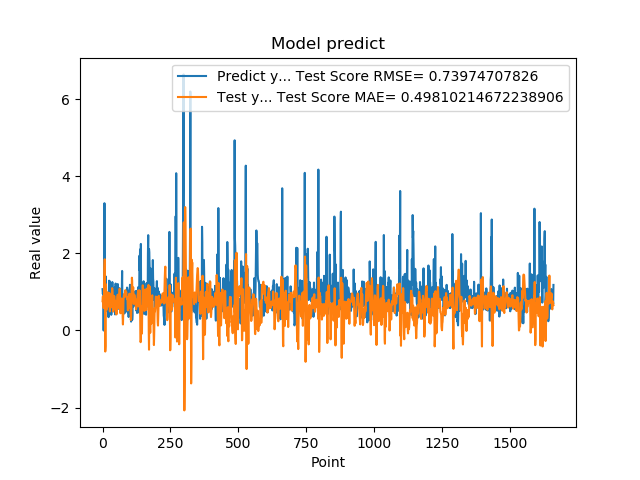 Model predict
Predict y... Test Score RMSE= 0.73974707826
Test y... Test Score MAE= 0.49810214672238906
Real value
6
4
2
0
−2
0 250 500 750 1000 1250 1500
Point